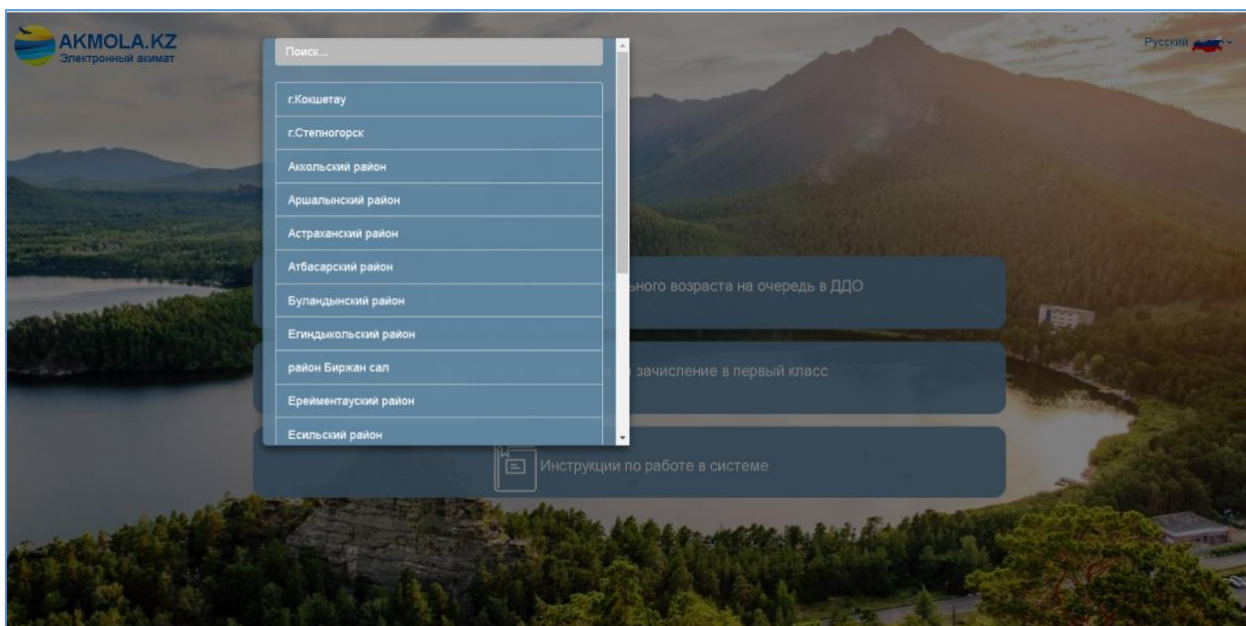 AKMOLA.KZ
Электронный акимат
Русский
Поиск...
г.Кокшетау
г.Степногорск
Аккольский район
Аршалынский район
Астраханский район
Атбасарский район
Буландынский район
Егиндыкольский район
район Биржан сал
Ерейментауский район
Есильский район
возраста на очередь в ДДО
зачисление в первый класс
Инструкции по работе в системе